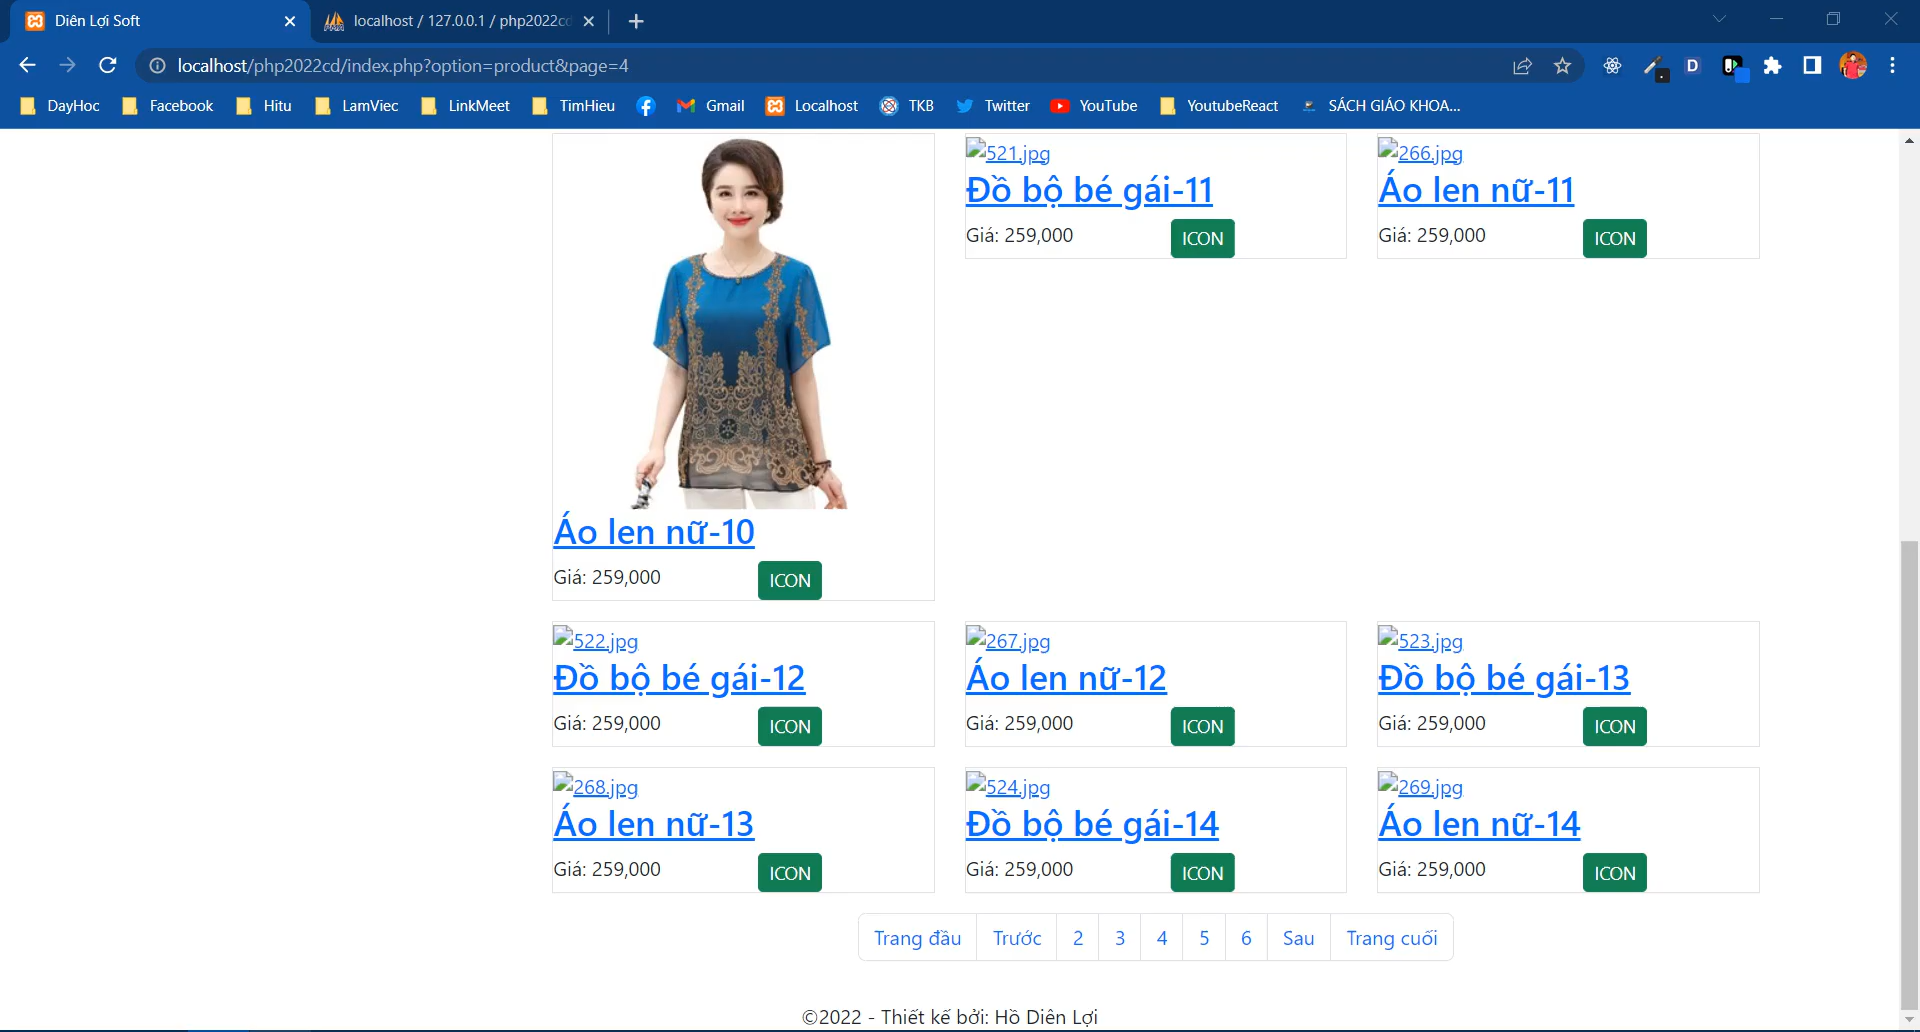 Diên Lợi Soft
localhost / 127.0.0.1 / php2022cd
localhost/php2022cd/index.php?option=product&page=4
DayHoc Facebook Hitu LamViec LinkMeet TimHieu Gmail Localhost TKB Twitter YouTube YoutubeReact SÁCH GIÁO KHOA...
521.jpg 266.jpg
Đồ bộ bé gái-11 Áo len nữ-11
Giá: 259,000 ICON Giá: 259,000 ICON
Áo len nữ-10
Giá: 259,000 ICON
522.jpg 267.jpg 523.jpg
Đồ bộ bé gái-12 Áo len nữ-12 Đồ bộ bé gái-13
Giá: 259,000 ICON Giá: 259,000 ICON Giá: 259,000 ICON
268.jpg 524.jpg 269.jpg
Áo len nữ-13 Đồ bộ bé gái-14 Áo len nữ-14
Giá: 259,000 ICON Giá: 259,000 ICON Giá: 259,000 ICON
Trang đầu Trước 2 3 4 5 6 Sau Trang cuối
©2022 - Thiết kế bởi: Hồ Diên Lợi